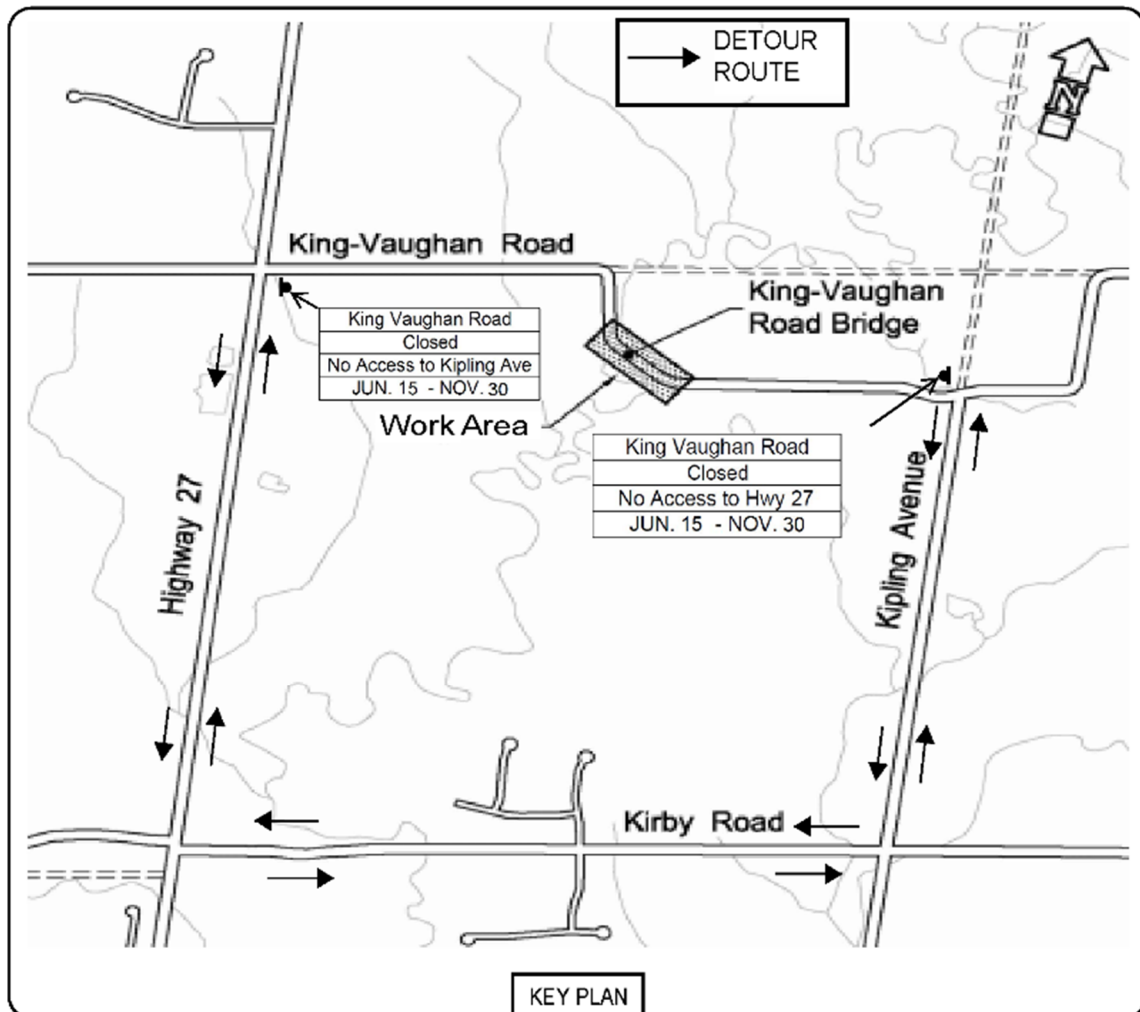 DETOUR
ROUTE
N
King-Vaughan Road
King-Vaughan
Road Bridge
King Vaughan Road
Closed
No Access to Kipling Ave
JUN. 15 - NOV. 30
Work Area
King Vaughan Road
Closed
No Access to Hwy 27
JUN. 15 - NOV. 30
Highway 27
Kipling Avenue
Kirby Road
KEY PLAN